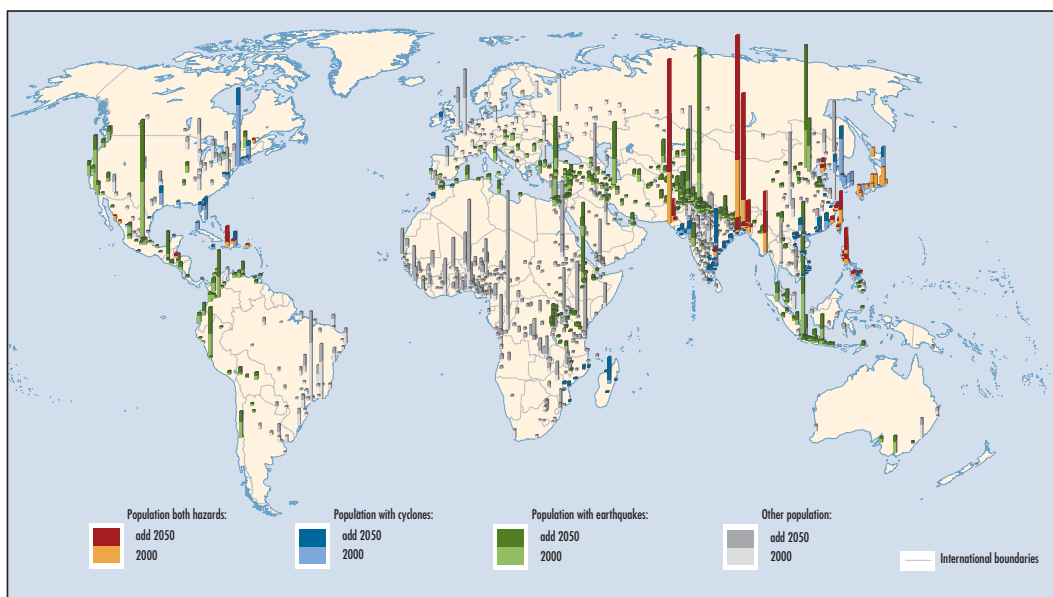 Population both hazards:
add 2050
2000
Population with cyclones:
add 2050
2000
Population with earthquakes:
add 2050
2000
Other population:
add 2050
2000
International boundaries